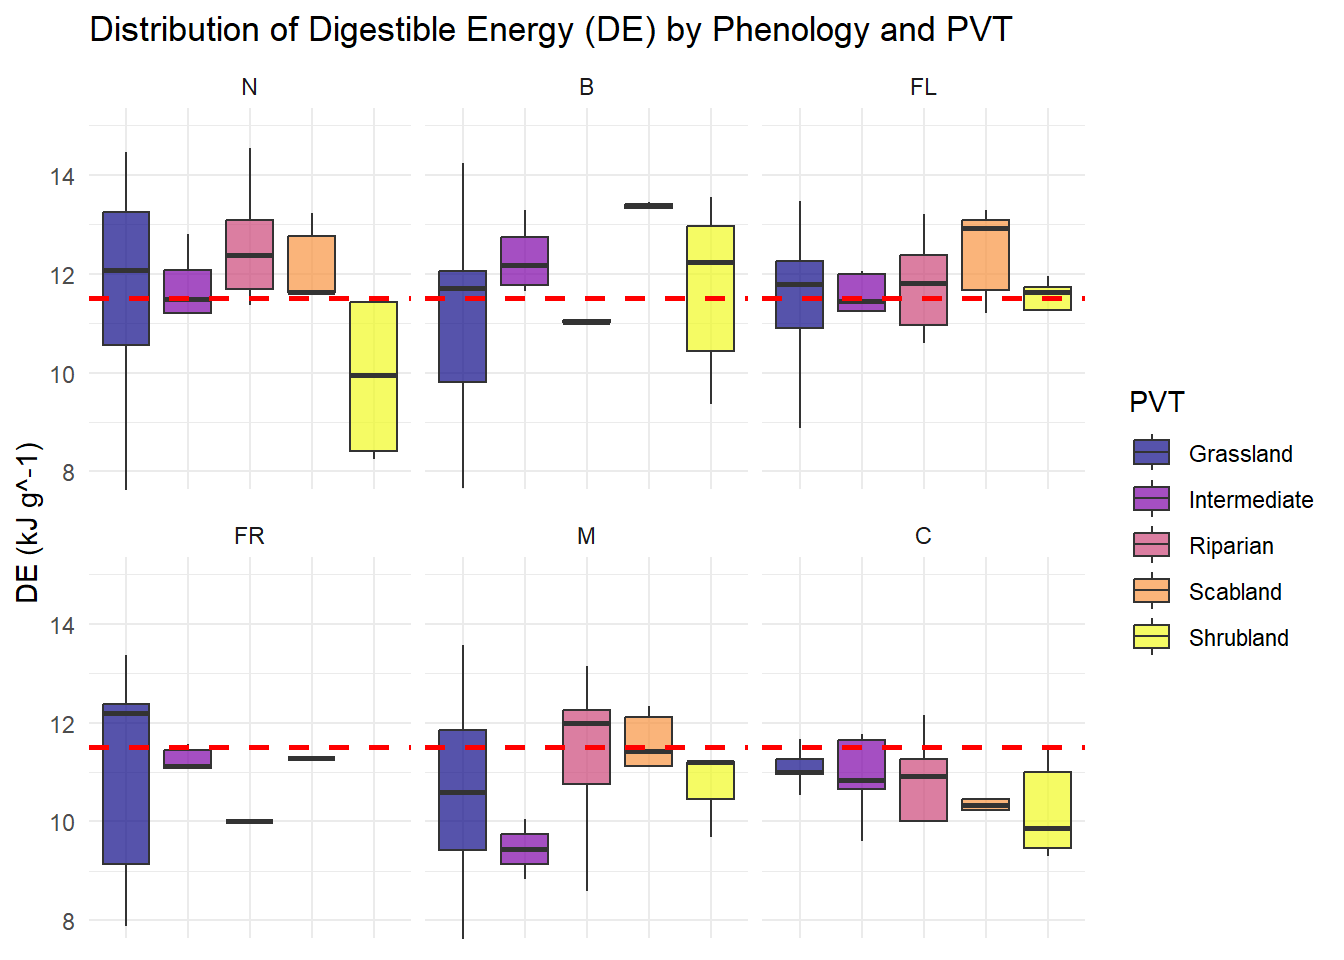 Distribution of Digestible Energy (DE) by Phenology and PVT
N
B
FL
14
12
10
8
FR
M
C
14
12
10
8
DE (kJ g^-1)
PVT
Grassland
Intermediate
Riparian
Scabland
Shrubland